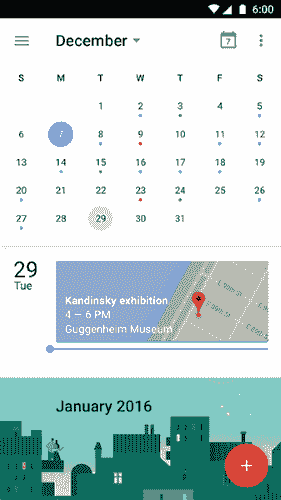 6:00
December
7
S M T W T F S
1 2 3 4 5
6 7 8 9 10 11 12
13 14 15 16 17 18 19
20 21 22 23 24 25 26
27 28 29 30 31
29
Tue
Kandinsky exhibition
4 – 6 PM
Guggenheim Museum
January 2016